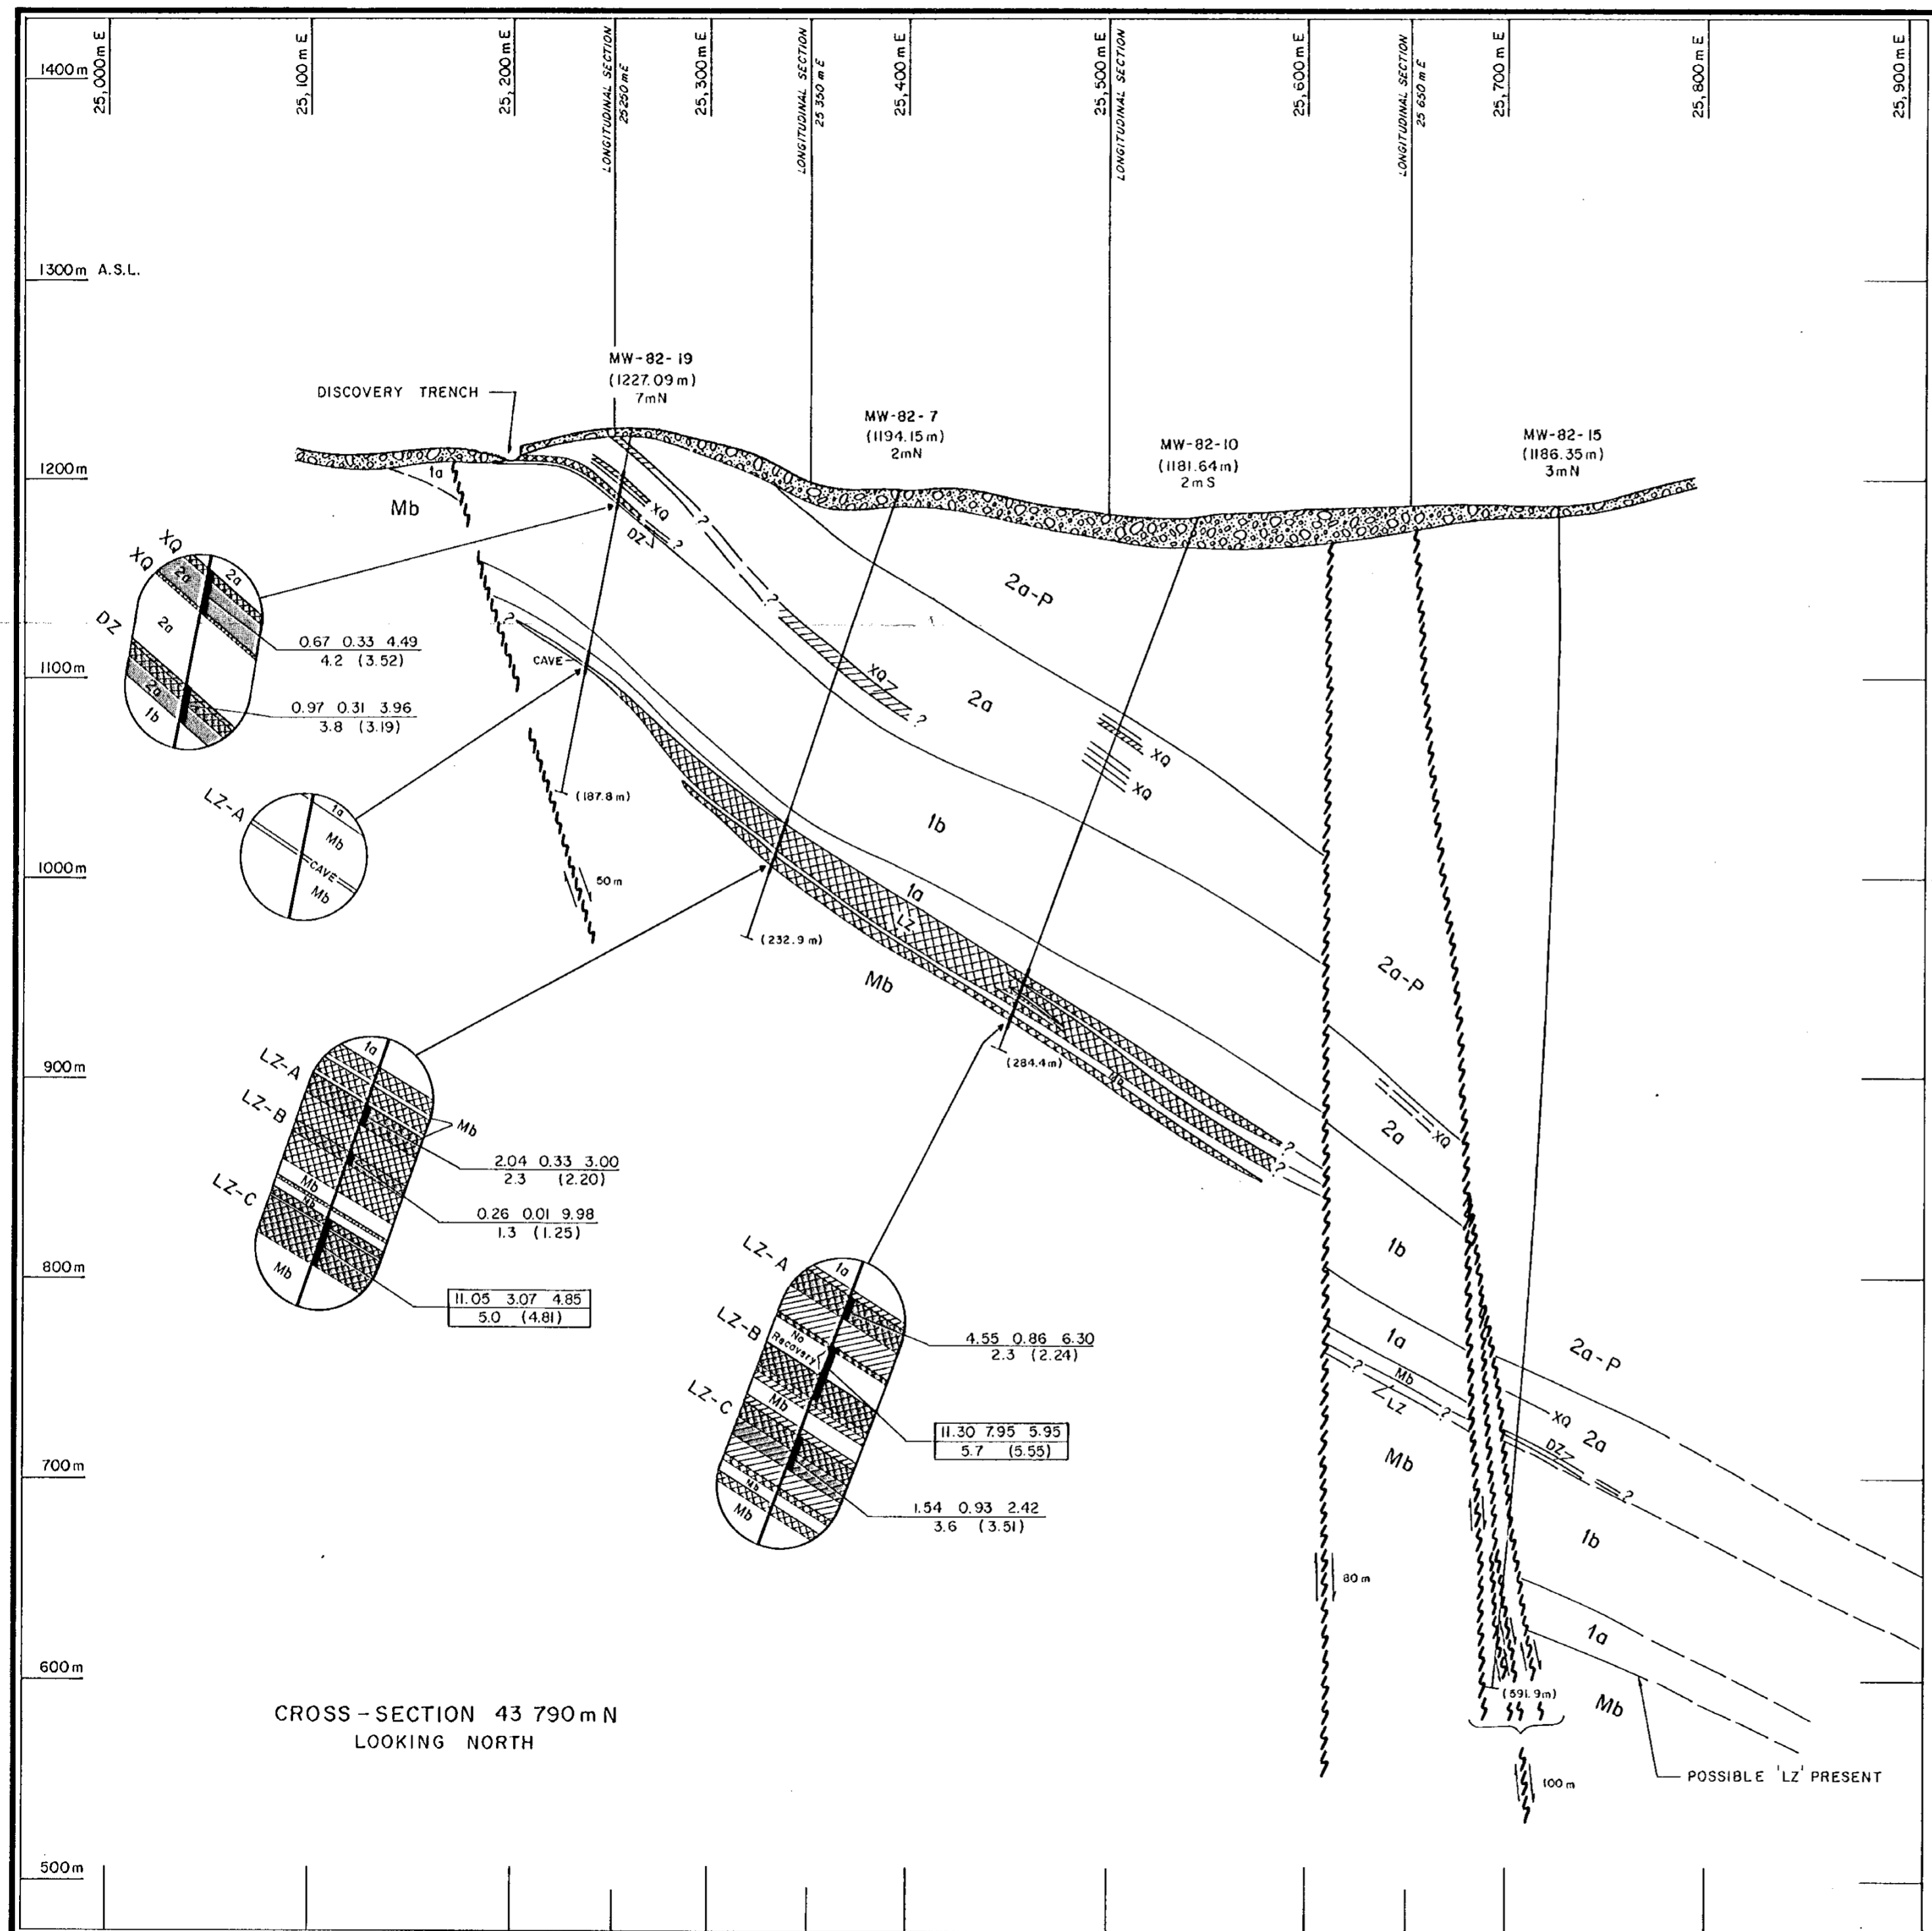 25,000 m E
25,100 m E
25,200 m E
LONGITUDINAL SECTION
25 250 m E
25,300 m E
LONGITUDINAL SECTION
25 350 m E
25,400 m E
25,500 m E
LONGITUDINAL SECTION
25,600 m E
LONGITUDINAL SECTION
25 650 m E
25,700 m E
25,800 m E
25,900 m E
1400 m
1300 m A.S.L.
1200 m
1100 m
1000 m
900 m
800 m
700 m
600 m
500 m
DISCOVERY TRENCH
MW-82-19
(1227.09 m)
7mN
MW-82-7
(1194.15 m)
2mN
MW-82-10
(1181.64 m)
2mS
MW-82-15
(1186.35 m)
3mN
1a
Mb
XQ
DZ
?
?
?
XQ
?
2a-P
2a
XQ
XQ
1b
XQ
XQ
2a
2a
2a
DZ
2a
1b
0.67 0.33 4.49
4.2 (3.52)
0.97 0.31 3.96
3.8 (3.19)
?
CAVE
(187.8 m)
50 m
LZ-A
1a
Mb
CAVE
Mb
(232.9 m)
1a
LZ
Mb
(284.4 m)
Mb
?
?
LZ-A
LZ-B
LZ-C
1a
Mb
Mb
Mb
Mb
2.04 0.33 3.00
2.3 (2.20)
0.26 0.01 9.98
1.3 (1.25)
11.05 3.07 4.85
5.0 (4.81)
LZ-A
LZ-B
LZ-C
1a
No
Recovery
Mb
Mb
Mb
4.55 0.86 6.30
2.3 (2.24)
11.30 7.95 5.95
5.7 (5.55)
1.54 0.93 2.42
3.6 (3.51)
2a-P
XQ
2a
1b
1a
Mb
?
?
LZ
Mb
80 m
2a-P
XQ
2a
DZ
?
1b
1a
(591.9 m)
Mb
100 m
POSSIBLE 'LZ' PRESENT
CROSS-SECTION 43 790 m N
LOOKING NORTH